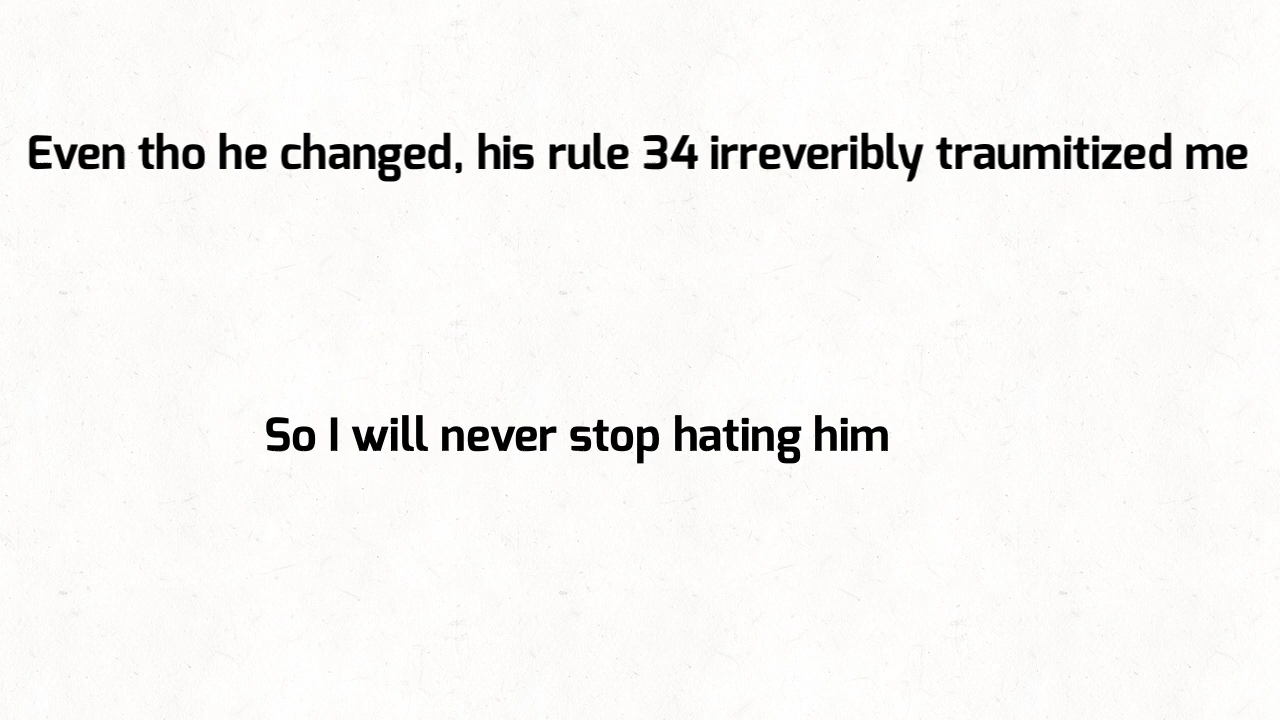 Even tho he changed, his rule 34 irreveribly traumitized me
So I will never stop hating him